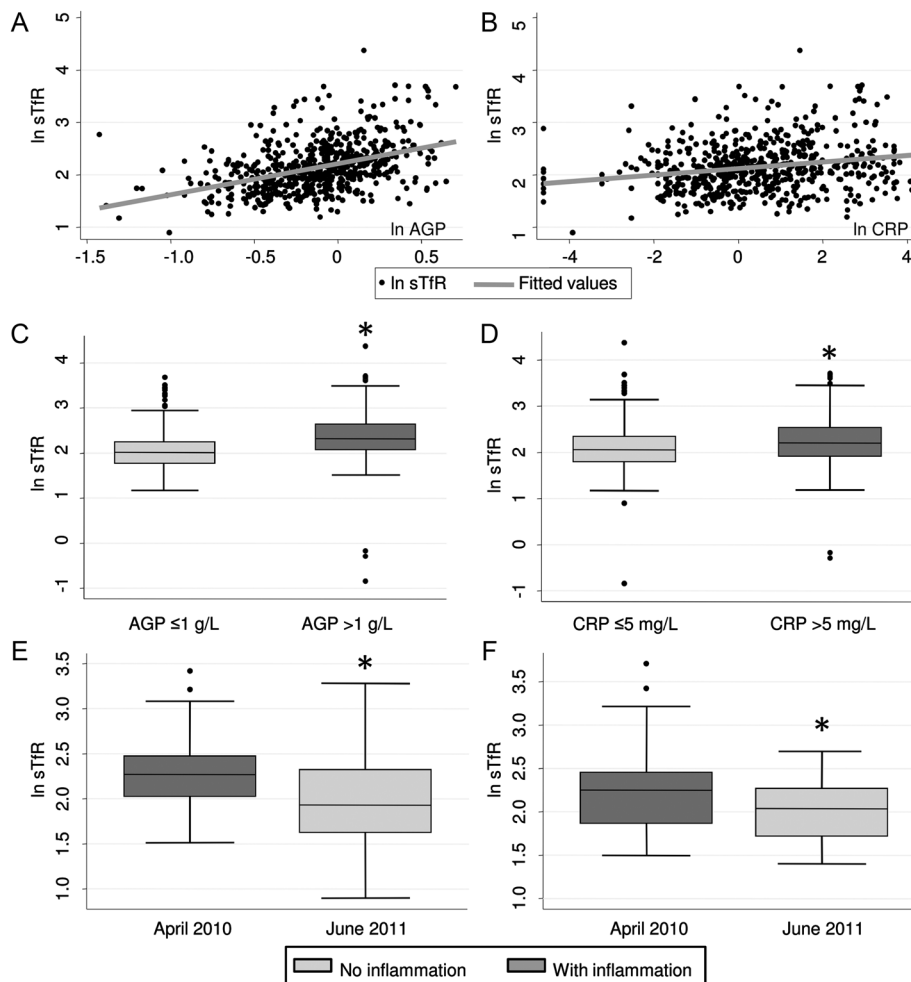 A
5
4
3
2
1
ln sTfR
-1.5
-1.0
-0.5
0
0.5
ln AGP
B
5
4
3
2
1
ln sTfR
-4
-2
0
2
4
ln CRP
ln sTfR
Fitted values
C
4
3
2
1
0
-1
ln sTfR
*
AGP ≤1 g/L
AGP >1 g/L
D
4
3
2
1
0
-1
ln sTfR
*
CRP ≤5 mg/L
CRP >5 mg/L
E
3.5
3.0
2.5
2.0
1.5
1.0
ln sTfR
*
April 2010
June 2011
F
3.5
3.0
2.5
2.0
1.5
1.0
ln sTfR
*
April 2010
June 2011
No inflammation
With inflammation